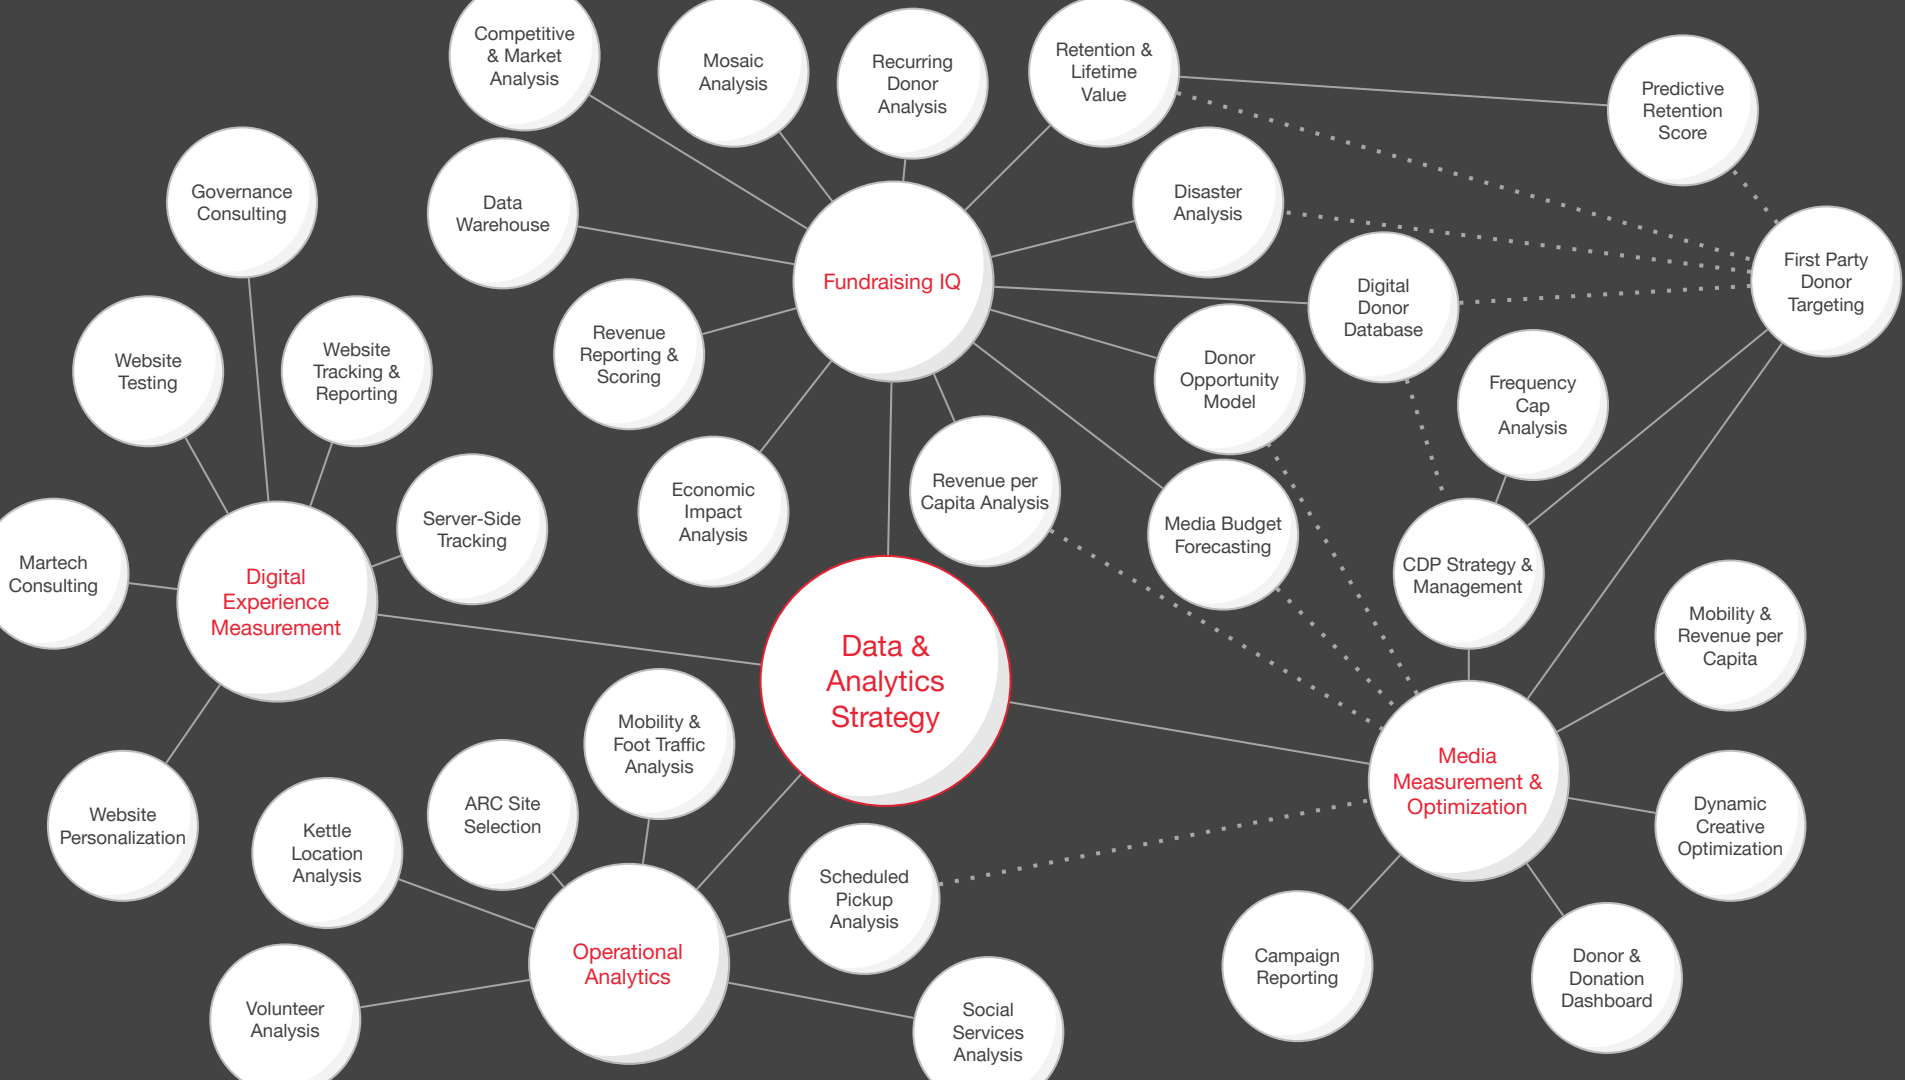 Competitive
& Market
Analysis
Mosaic
Analysis
Recurring
Donor
Analysis
Retention &
Lifetime
Value
Predictive
Retention
Score
Governance
Consulting
Data
Warehouse
Disaster
Analysis
Fundraising IQ
Digital
Donor
Database
First Party
Donor
Targeting
Website
Testing
Website
Tracking &
Reporting
Revenue
Reporting &
Scoring
Donor
Opportunity
Model
Frequency
Cap
Analysis
Martech
Consulting
Digital
Experience
Measurement
Server-Side
Tracking
Economic
Impact
Analysis
Revenue per
Capita Analysis
Media Budget
Forecasting
CDP Strategy &
Management
Mobility &
Revenue per
Capita
Data &
Analytics
Strategy
Mobility &
Foot Traffic
Analysis
Media
Measurement &
Optimization
Website
Personalization
Kettle
Location
Analysis
ARC Site
Selection
Scheduled
Pickup
Analysis
Dynamic
Creative
Optimization
Operational
Analytics
Campaign
Reporting
Donor &
Donation
Dashboard
Volunteer
Analysis
Social
Services
Analysis